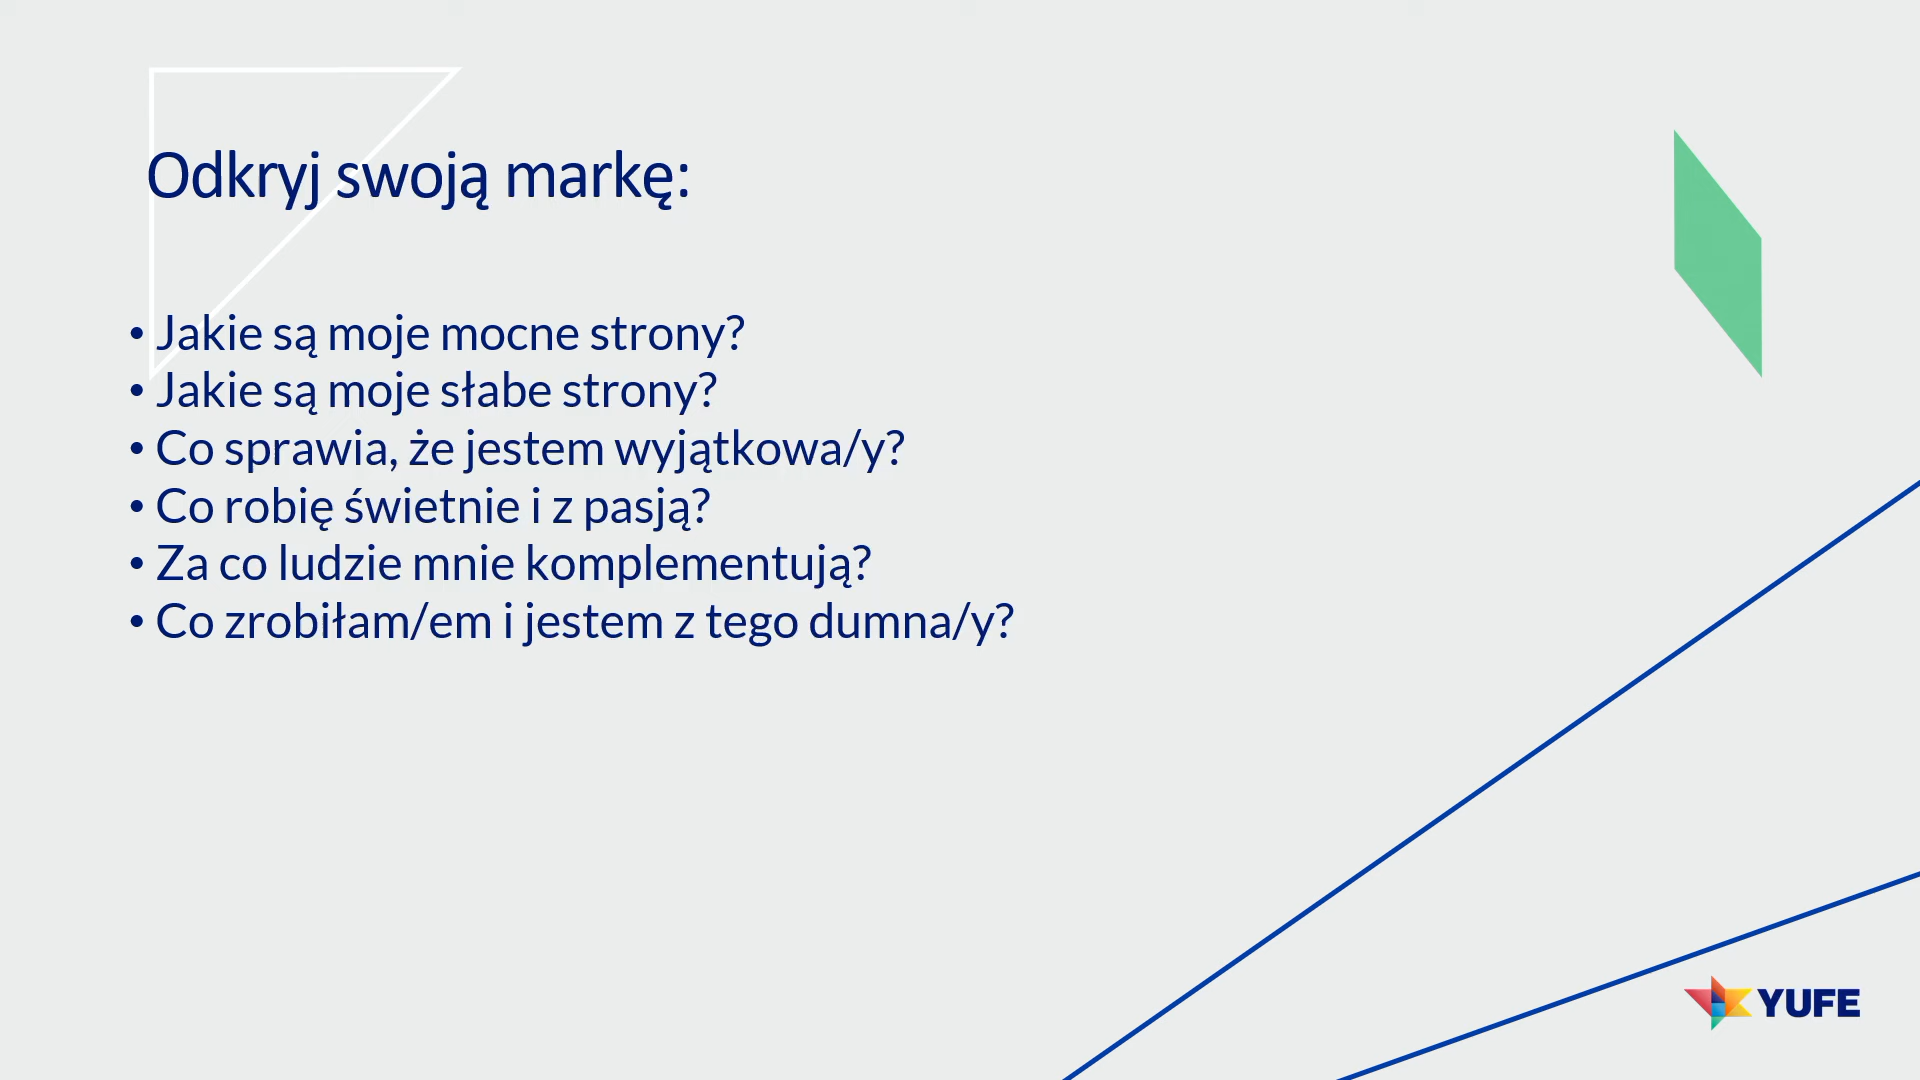 Odkryj swoją markę:
• Jakie są moje mocne strony?
• Jakie są moje słabe strony?
• Co sprawia, że jestem wyjątkowa/y?
• Co robię świetnie i z pasją?
• Za co ludzie mnie komplementują?
• Co zrobiłam/em i jestem z tego dumna/y?
YUFE